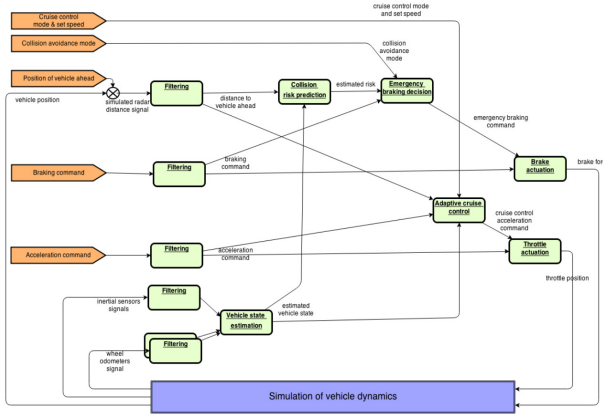 cruise control mode
and set speed
Cruise control
mode & set speed
Collision avoidance mode
collision
avoidance
mode
Position of vehicle ahead
vehicle position
simulated radar
distance signal
Filtering
distance to
vehicle ahead
Collision
risk prediction
estimated risk
Emergency
braking decision
emergency braking
command
Braking command
Filtering
braking
command
Brake
actuation
brake for
Adaptive cruise
control
cruise control
acceleration
command
Acceleration command
Filtering
acceleration
command
Throttle
actuation
throttle position
inertial sensors
signals
Filtering
Vehicle state
estimation
estimated
vehicle state
Filtering
wheel
odometers
signal
Simulation of vehicle dynamics